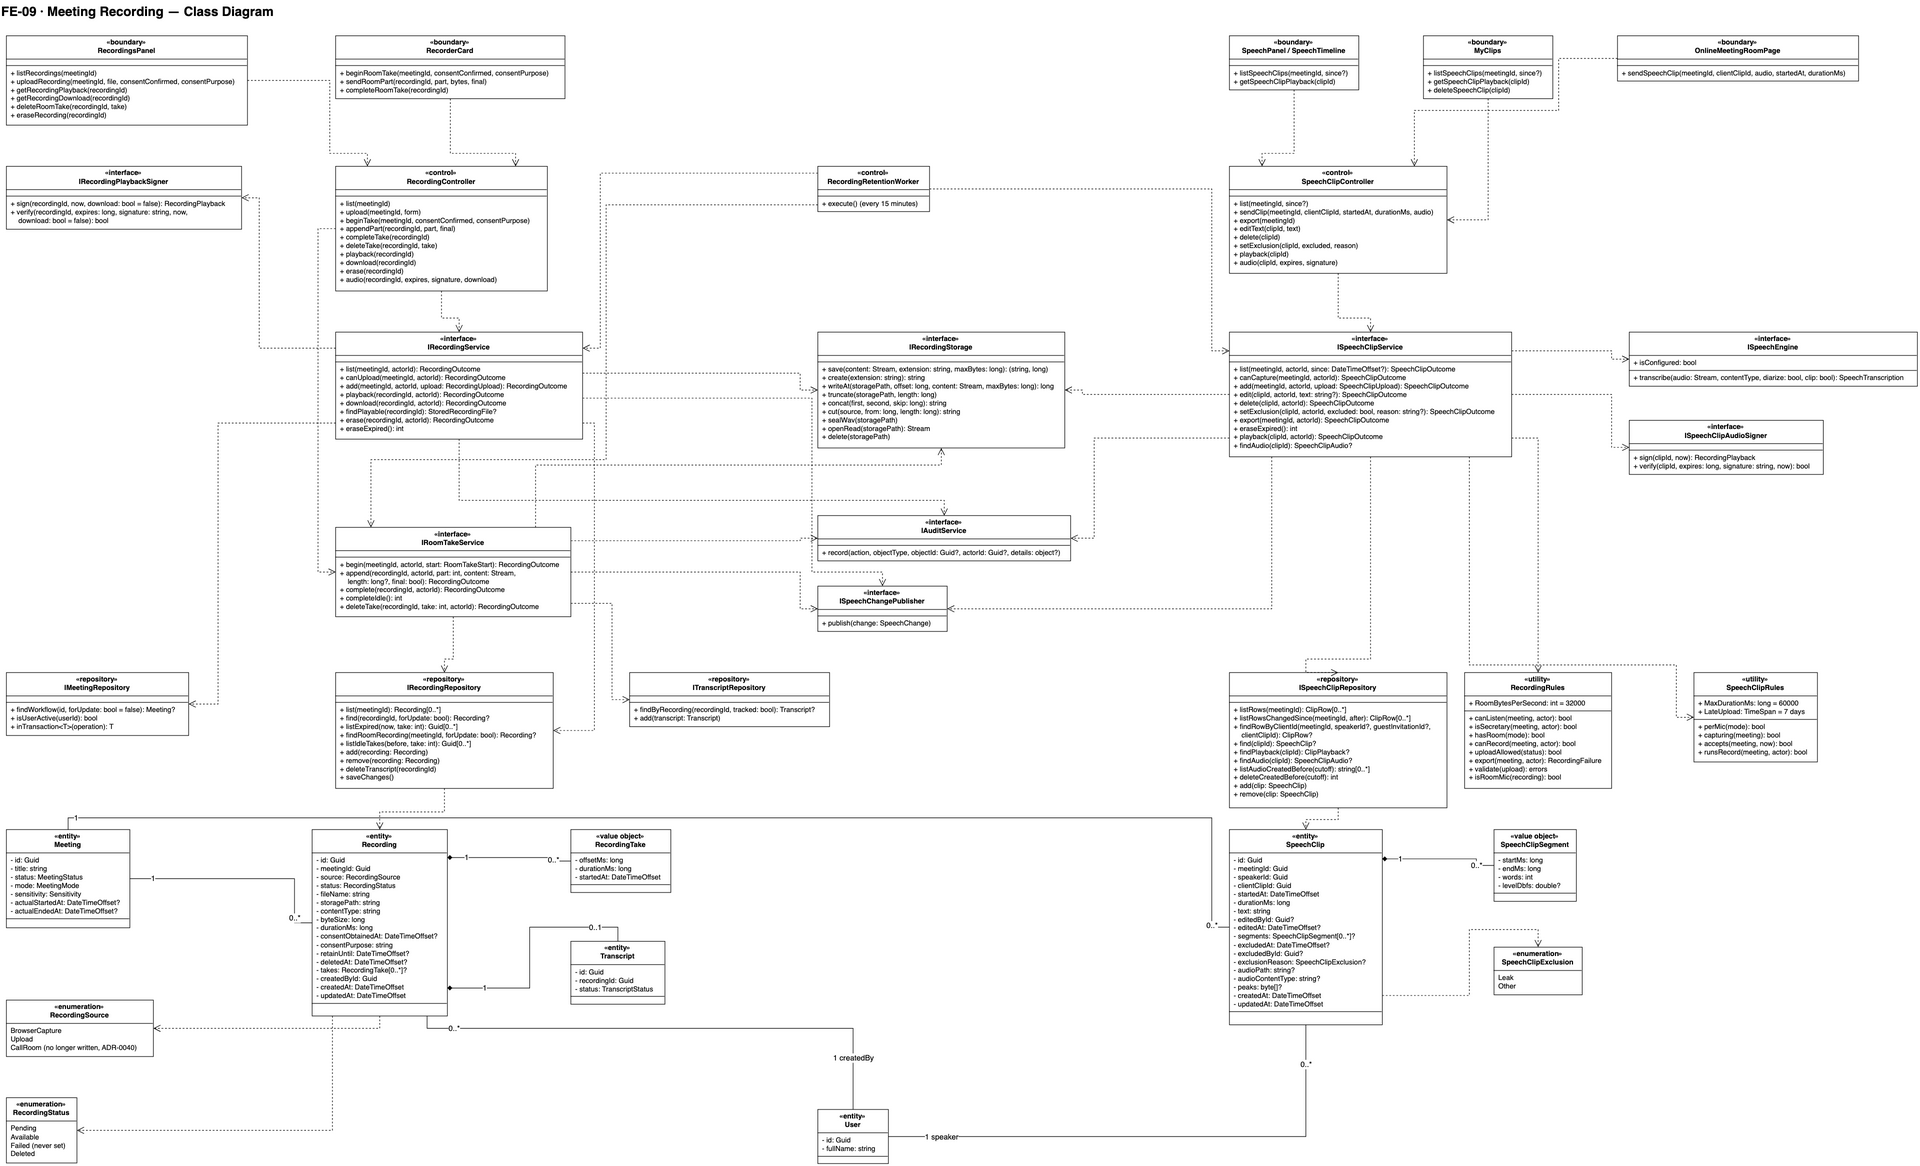 FE-09 · Meeting Recording — Class Diagram
«boundary»
RecordingsPanel
+ listRecordings(meetingId)
+ uploadRecording(meetingId, file, consentConfirmed, consentPurpose)
+ getRecordingPlayback(recordingId)
+ getRecordingDownload(recordingId)
+ deleteRoomTake(recordingId, take)
+ eraseRecording(recordingId)
«boundary»
RecorderCard
+ beginRoomTake(meetingId, consentConfirmed, consentPurpose)
+ sendRoomPart(recordingId, part, bytes, final)
+ completeRoomTake(recordingId)
«boundary»
SpeechPanel / SpeechTimeline
+ listSpeechClips(meetingId, since?)
+ getSpeechClipPlayback(clipId)
«boundary»
MyClips
+ listSpeechClips(meetingId, since?)
+ getSpeechClipPlayback(clipId)
+ deleteSpeechClip(clipId)
«boundary»
OnlineMeetingRoomPage
+ sendSpeechClip(meetingId, clientClipId, audio, startedAt, durationMs)
«interface»
IRecordingPlaybackSigner
+ sign(recordingId, now, download: bool = false): RecordingPlayback
+ verify(recordingId, expires: long, signature: string, now,
download: bool = false): bool
«control»
RecordingController
+ list(meetingId)
+ upload(meetingId, form)
+ beginTake(meetingId, consentConfirmed, consentPurpose)
+ appendPart(recordingId, part, final)
+ completeTake(recordingId)
+ deleteTake(recordingId, take)
+ playback(recordingId)
+ download(recordingId)
+ erase(recordingId)
+ audio(recordingId, expires, signature, download)
«control»
RecordingRetentionWorker
+ execute() (every 15 minutes)
«control»
SpeechClipController
+ list(meetingId, since?)
+ sendClip(meetingId, clientClipId, startedAt, durationMs, audio)
+ export(meetingId)
+ editText(clipId, text)
+ delete(clipId)
+ setExclusion(clipId, excluded, reason)
+ playback(clipId)
+ audio(clipId, expires, signature)
«interface»
IRecordingService
+ list(meetingId, actorId): RecordingOutcome
+ canUpload(meetingId, actorId): RecordingOutcome
+ add(meetingId, actorId, upload: RecordingUpload): RecordingOutcome
+ playback(recordingId, actorId): RecordingOutcome
+ download(recordingId, actorId): RecordingOutcome
+ findPlayable(recordingId): StoredRecordingFile?
+ erase(recordingId, actorId): RecordingOutcome
+ eraseExpired(): int
«interface»
IRecordingStorage
+ save(content: Stream, extension: string, maxBytes: long): (string, long)
+ create(extension: string): string
+ writeAt(storagePath, offset: long, content: Stream, maxBytes: long): long
+ truncate(storagePath, length: long)
+ concat(first, second, skip: long): string
+ cut(source, from: long, length: long): string
+ sealWav(storagePath)
+ openRead(storagePath): Stream
+ delete(storagePath)
«interface»
ISpeechClipService
+ list(meetingId, actorId, since: DateTimeOffset?): SpeechClipOutcome
+ canCapture(meetingId, actorId): SpeechClipOutcome
+ add(meetingId, actorId, upload: SpeechClipUpload): SpeechClipOutcome
+ edit(clipId, actorId, text: string?): SpeechClipOutcome
+ delete(clipId, actorId): SpeechClipOutcome
+ setExclusion(clipId, actorId, excluded: bool, reason: string?): SpeechClipOutcome
+ export(meetingId, actorId): SpeechClipOutcome
+ eraseExpired(): int
+ playback(clipId, actorId): SpeechClipOutcome
+ findAudio(clipId): SpeechClipAudio?
«interface»
ISpeechEngine
+ isConfigured: bool
+ transcribe(audio: Stream, contentType, diarize: bool, clip: bool): SpeechTranscription
«interface»
ISpeechClipAudioSigner
+ sign(clipId, now): RecordingPlayback
+ verify(clipId, expires: long, signature: string, now): bool
«interface»
IRoomTakeService
+ begin(meetingId, actorId, start: RoomTakeStart): RecordingOutcome
+ append(recordingId, actorId, part: int, content: Stream,
length: long?, final: bool): RecordingOutcome
+ complete(recordingId, actorId): RecordingOutcome
+ completeIdle(): int
+ deleteTake(recordingId, take: int, actorId): RecordingOutcome
«interface»
IAuditService
+ record(action, objectType, objectId: Guid?, actorId: Guid?, details: object?)
«interface»
ISpeechChangePublisher
+ publish(change: SpeechChange)
«repository»
IMeetingRepository
+ findWorkflow(id, forUpdate: bool = false): Meeting?
+ isUserActive(userId): bool
+ inTransaction<T>(operation): T
«repository»
IRecordingRepository
+ list(meetingId): Recording[0..*]
+ find(recordingId, forUpdate: bool): Recording?
+ listExpired(now, take: int): Guid[0..*]
+ findRoomRecording(meetingId, forUpdate: bool): Recording?
+ listIdleTakes(before, take: int): Guid[0..*]
+ add(recording: Recording)
+ remove(recording: Recording)
+ deleteTranscript(recordingId)
+ saveChanges()
«repository»
ITranscriptRepository
+ findByRecording(recordingId, tracked: bool): Transcript?
+ add(transcript: Transcript)
«repository»
ISpeechClipRepository
+ listRows(meetingId): ClipRow[0..*]
+ listRowsChangedSince(meetingId, after): ClipRow[0..*]
+ findRowByClientId(meetingId, speakerId?, guestInvitationId?,
clientClipId): ClipRow?
+ find(clipId): SpeechClip?
+ findPlayback(clipId): ClipPlayback?
+ findAudio(clipId): SpeechClipAudio?
+ listAudioCreatedBefore(cutoff): string[0..*]
+ deleteCreatedBefore(cutoff): int
+ add(clip: SpeechClip)
+ remove(clip: SpeechClip)
«utility»
RecordingRules
+ RoomBytesPerSecond: int = 32000
+ canListen(meeting, actor): bool
+ isSecretary(meeting, actor): bool
+ hasRoom(mode): bool
+ canRecord(meeting, actor): bool
+ uploadAllowed(status): bool
+ export(meeting, actor): RecordingFailure
+ validate(upload): errors
+ isRoomMic(recording): bool
«utility»
SpeechClipRules
+ MaxDurationMs: long = 60000
+ LateUpload: TimeSpan = 7 days
+ perMic(mode): bool
+ capturing(meeting): bool
+ accepts(meeting, now): bool
+ runsRecord(meeting, actor): bool
1
«entity»
Meeting
- id: Guid
- title: string
- status: MeetingStatus
- mode: MeetingMode
- sensitivity: Sensitivity
- actualStartedAt: DateTimeOffset?
- actualEndedAt: DateTimeOffset?
1
0..*
«entity»
Recording
- id: Guid
- meetingId: Guid
- source: RecordingSource
- status: RecordingStatus
- fileName: string
- storagePath: string
- contentType: string
- byteSize: long
- durationMs: long
- consentObtainedAt: DateTimeOffset?
- consentPurpose: string
- retainUntil: DateTimeOffset?
- deletedAt: DateTimeOffset?
- takes: RecordingTake[0..*]?
- createdById: Guid
- createdAt: DateTimeOffset
- updatedAt: DateTimeOffset
1
0..*
«value object»
RecordingTake
- offsetMs: long
- durationMs: long
- startedAt: DateTimeOffset
0..1
1
«entity»
Transcript
- id: Guid
- recordingId: Guid
- status: TranscriptStatus
0..*
«entity»
SpeechClip
- id: Guid
- meetingId: Guid
- speakerId: Guid
- clientClipId: Guid
- startedAt: DateTimeOffset
- durationMs: long
- text: string
- editedById: Guid?
- editedAt: DateTimeOffset?
- segments: SpeechClipSegment[0..*]?
- excludedAt: DateTimeOffset?
- excludedById: Guid?
- exclusionReason: SpeechClipExclusion?
- audioPath: string?
- audioContentType: string?
- peaks: byte[]?
- createdAt: DateTimeOffset
- updatedAt: DateTimeOffset
1
0..*
«value object»
SpeechClipSegment
- startMs: long
- endMs: long
- words: int
- levelDbfs: double?
«enumeration»
SpeechClipExclusion
Leak
Other
«enumeration»
RecordingSource
BrowserCapture
Upload
CallRoom (no longer written, ADR-0040)
0..*
1 createdBy
0..*
«enumeration»
RecordingStatus
Pending
Available
Failed (never set)
Deleted
«entity»
User
- id: Guid
- fullName: string
1 speaker